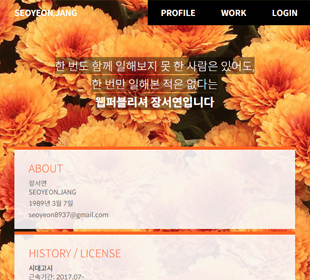 SEOYEON.JANG
PROFILE WORK LOGIN
한 번도 함께 일해보지 못 한 사람은 있어도,
한 번만 일해본 적은 없다는
웹퍼블리셔 장서연입니다
ABOUT
장서연
SEOYEON,JANG
1989년 3월 7일
seoyeon8937@gmail.com
HISTORY / LICENSE
시대고시
근속기간: 2017.07-